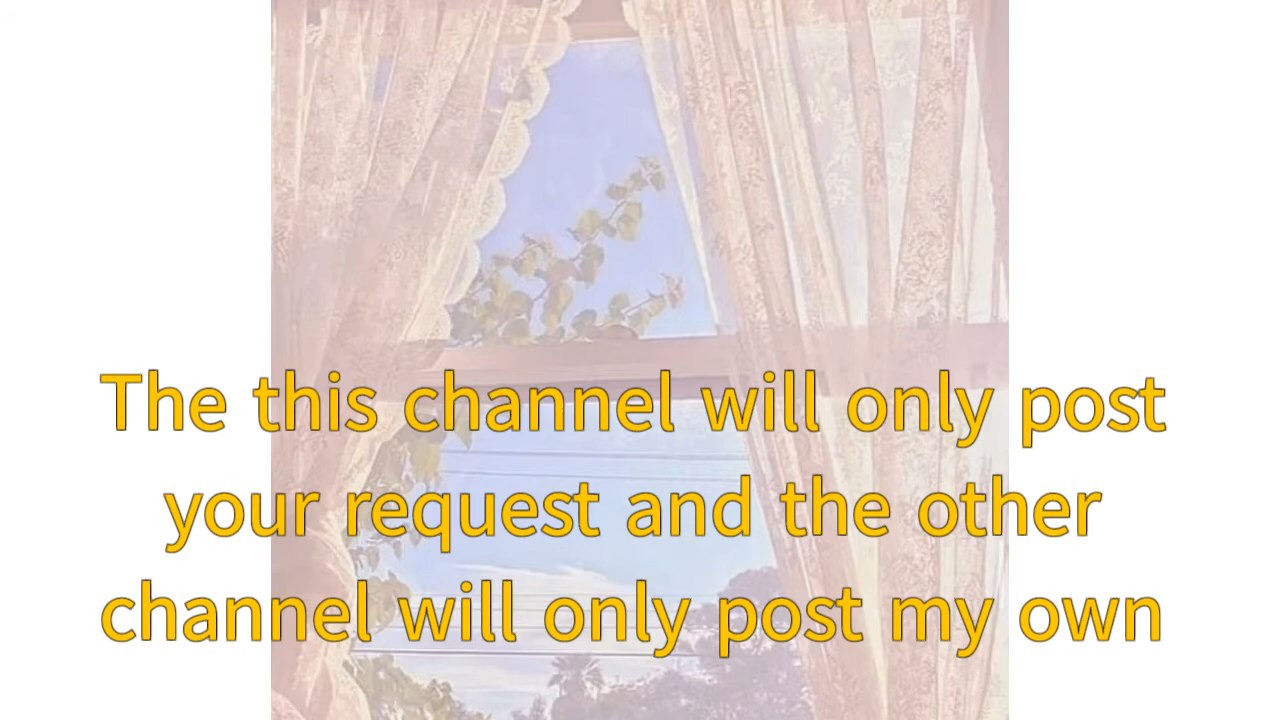 The this channel will only post
your request and the other
channel will only post my own